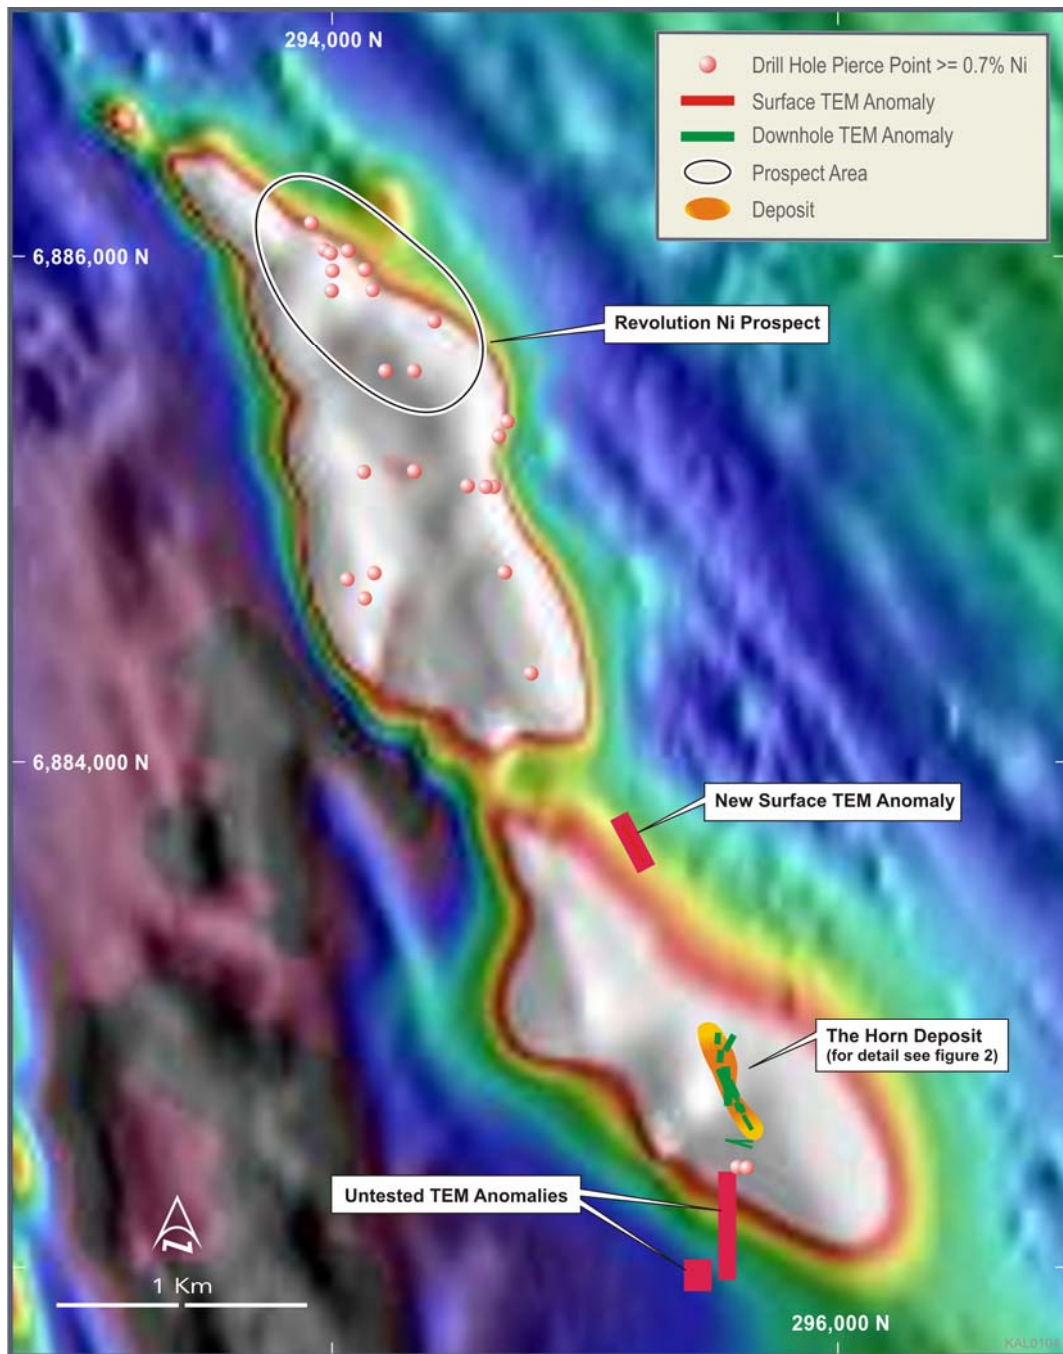 294,000 N
Drill Hole Pierce Point >= 0.7% Ni
Surface TEM Anomaly
Downhole TEM Anomaly
Prospect Area
Deposit
6,886,000 N
Revolution Ni Prospect
6,884,000 N
New Surface TEM Anomaly
The Horn Deposit
(for detail see figure 2)
Untested TEM Anomalies
Z
1 Km
296,000 N